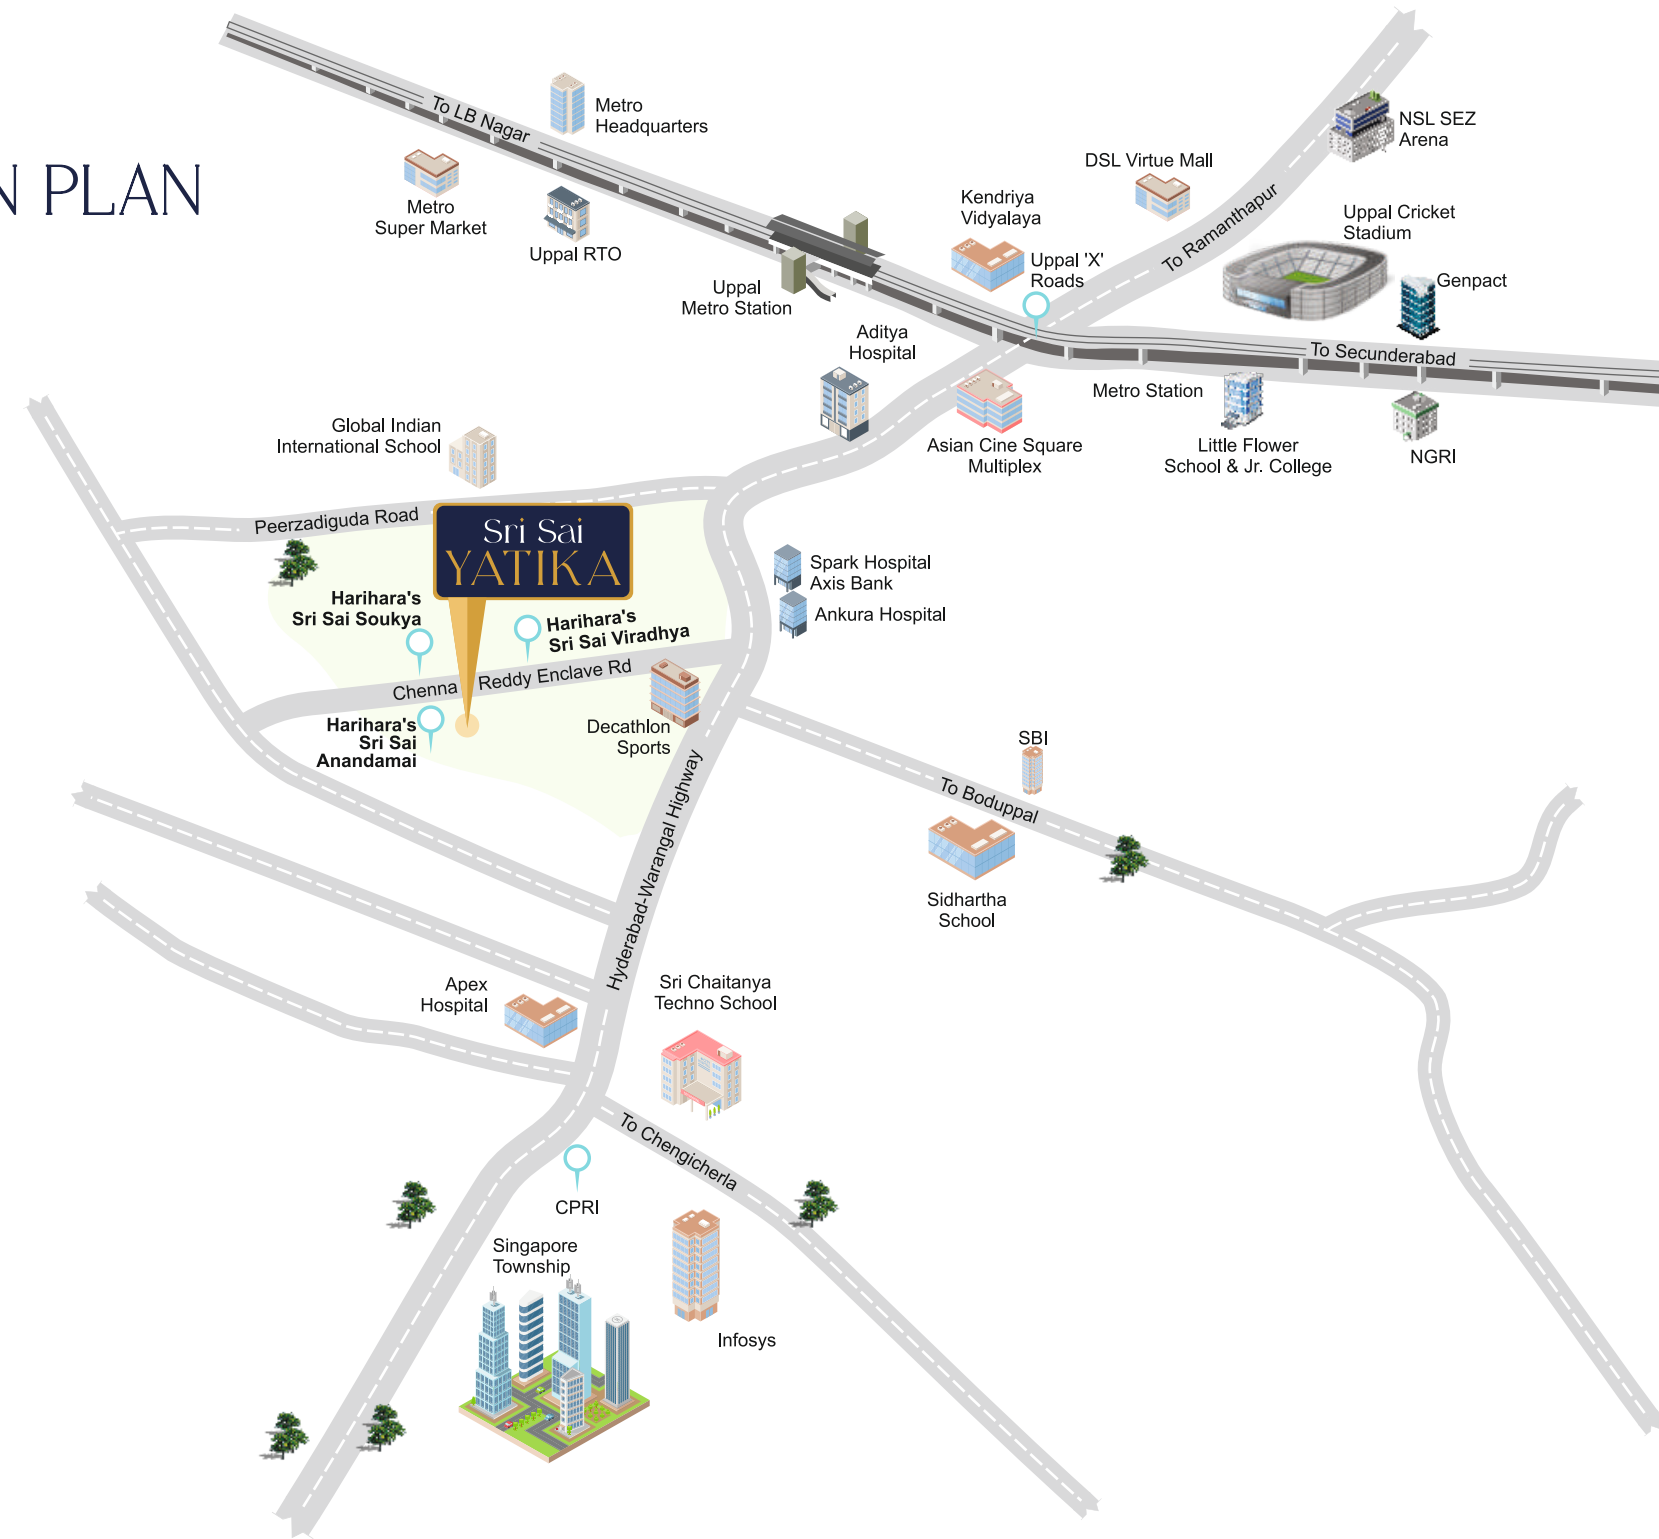 N PLAN
To LB Nagar
Metro
Headquarters
Metro
Super Market
Uppal RTO
Uppal
Metro Station
Kendriya
Vidyalaya
Uppal 'X'
Roads
DSL Virtue Mall
To Ramanthapur
NSL SEZ
Arena
Uppal Cricket
Stadium
Genpact
To Secunderabad
Aditya
Hospital
Asian Cine Square
Multiplex
Metro Station
Little Flower
School & Jr. College
NGRI
Global Indian
International School
Peerzadiguda Road
Sri Sai
YATIKA
Harihara's
Sri Sai Soukya
Harihara's
Sri Sai Viradhya
Spark Hospital
Axis Bank
Ankura Hospital
Chenna Reddy Enclave Rd
Harihara's
Sri Sai
Anandamai
Decathlon
Sports
Hyderabad-Warangal Highway
SBI
To Boduppal
Sidhartha
School
Apex
Hospital
Sri Chaitanya
Techno School
To Chengicherla
CPRI
Singapore
Township
Infosys